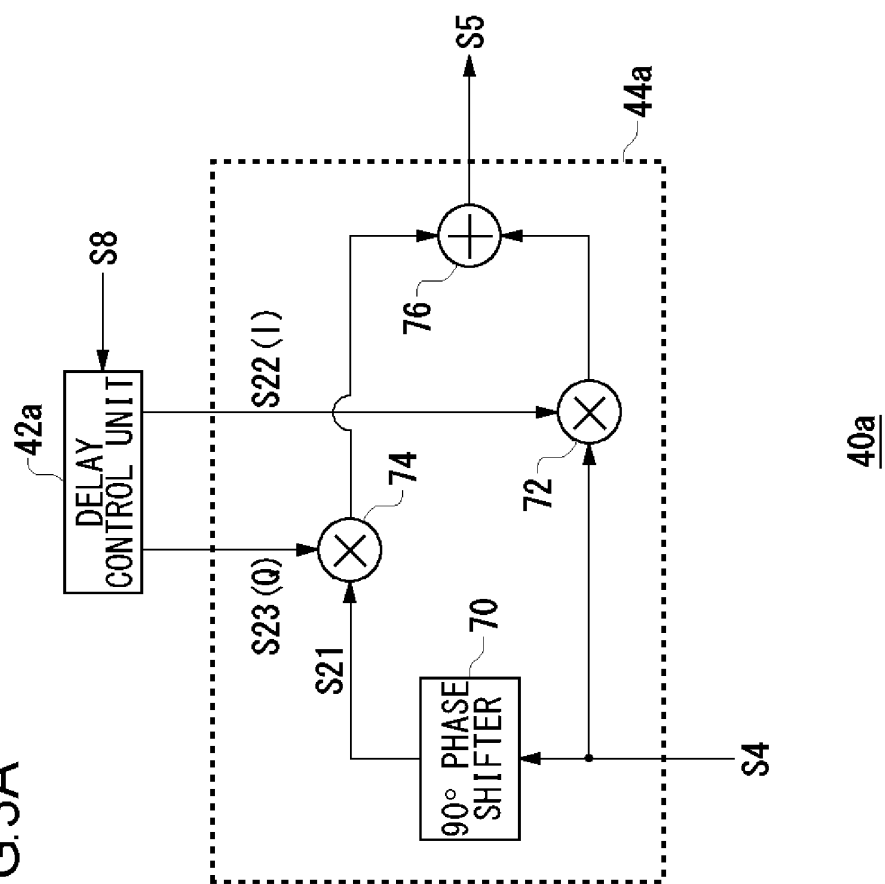 G.5A
42a
DELAY
CONTROL UNIT
S8
S23(Q)
S22(I)
S21
74
76
S5
70
90° PHASE
SHIFTER
72
44a
S4
40a